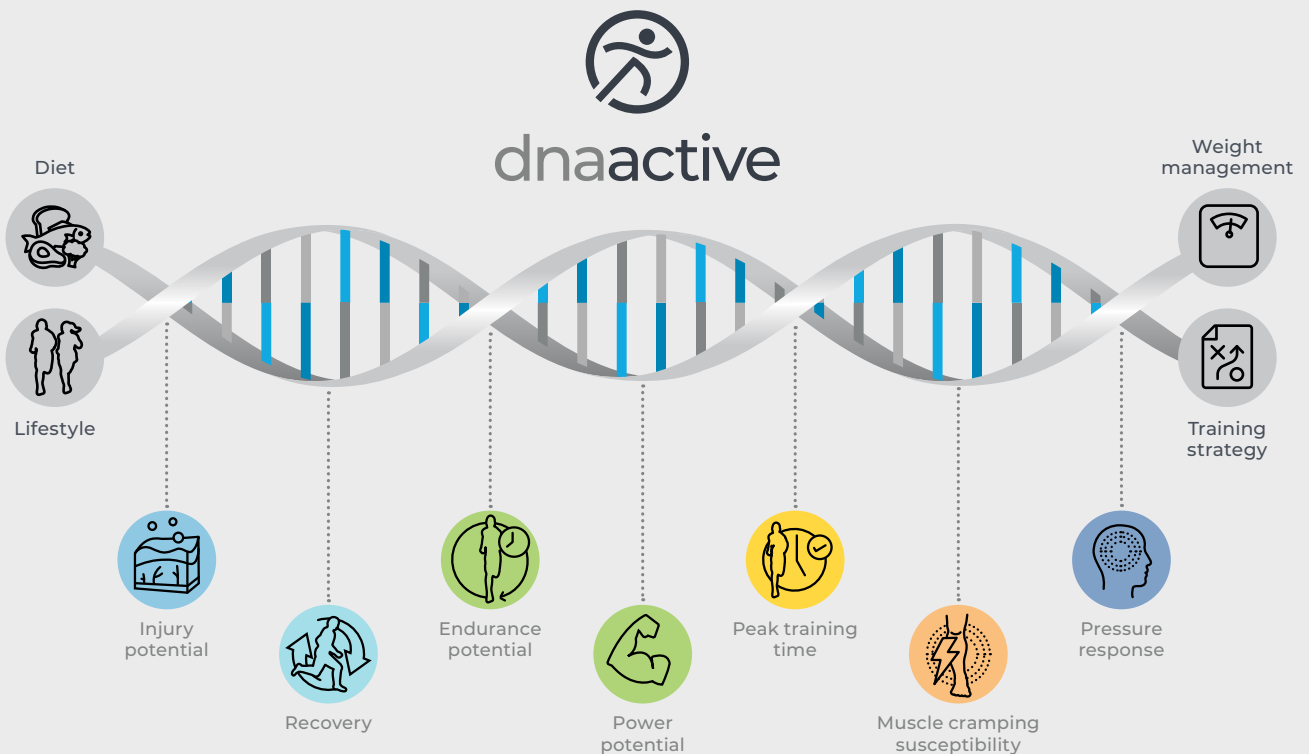 dnaactive
Diet
Weight
management
Lifestyle
Training
strategy
Injury
potential
Recovery
Endurance
potential
Power
potential
Peak training
time
Muscle cramping
susceptibility
Pressure
response